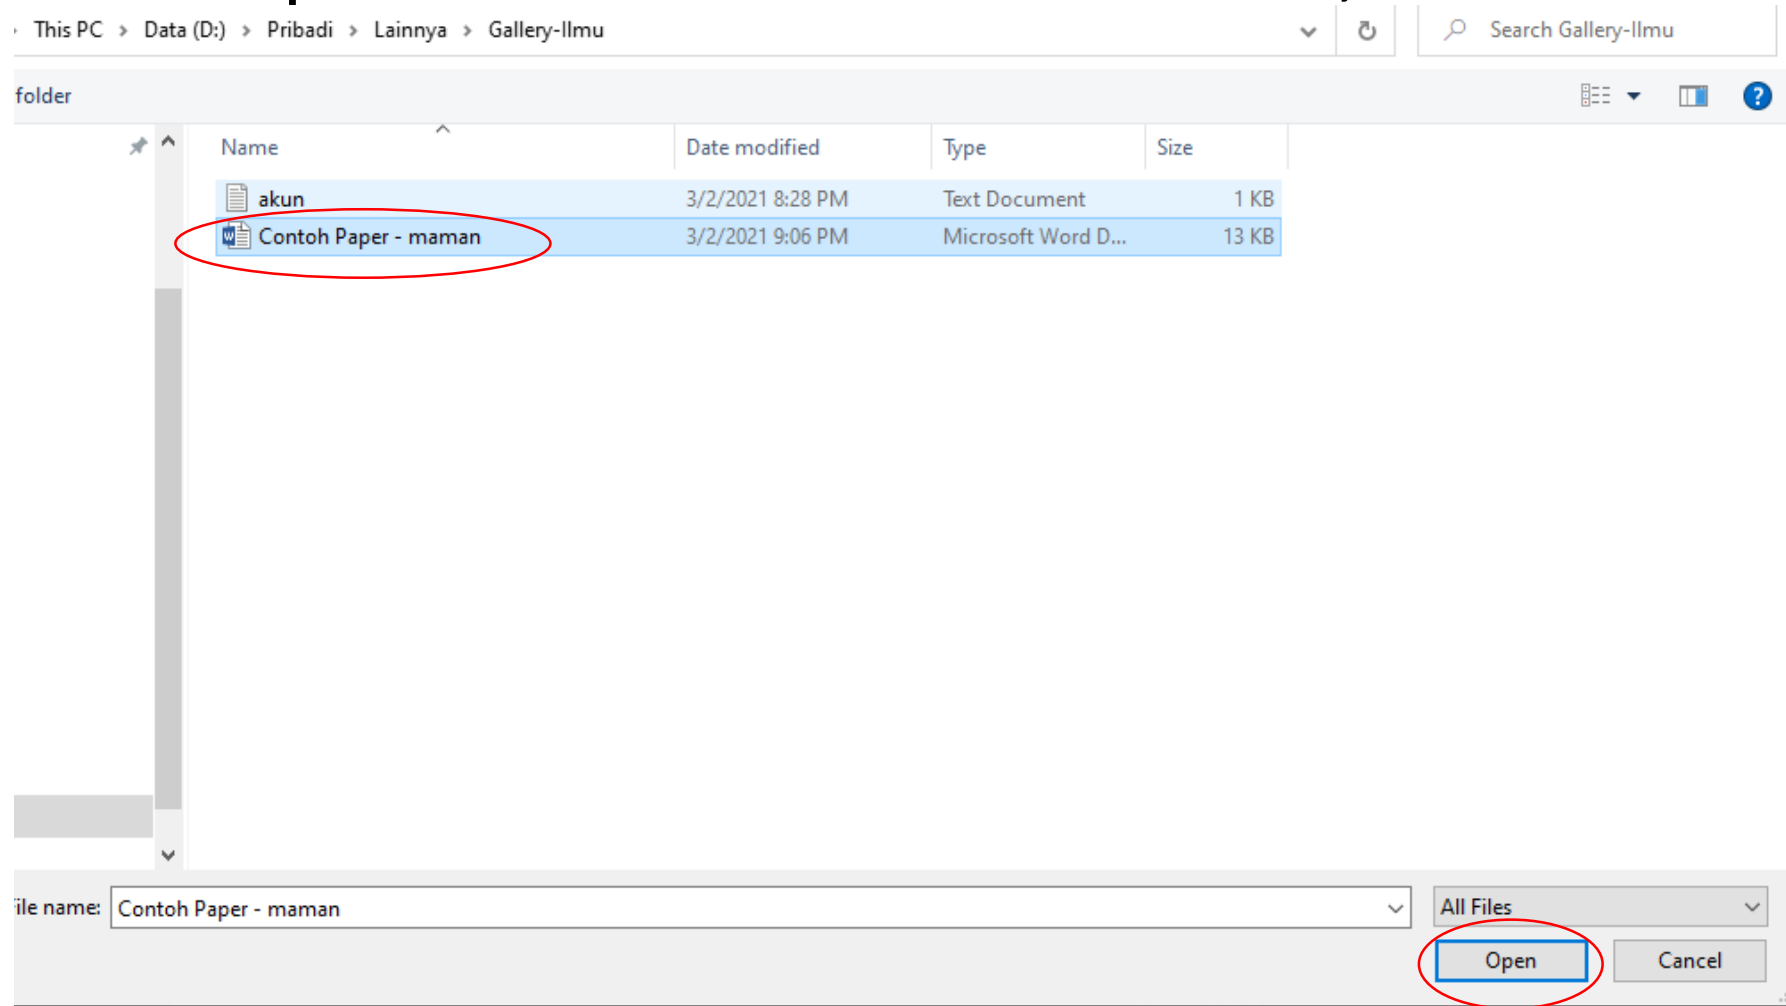 This PC > Data (D:) > Pribadi > Lainnya > Gallery-Ilmu
Search Gallery-Ilmu
folder
Name Date modified Type Size
akun 3/2/2021 8:28 PM Text Document 1 KB
Contoh Paper - maman 3/2/2021 9:06 PM Microsoft Word D... 13 KB
ile name: Contoh Paper - maman
All Files
Open Cancel